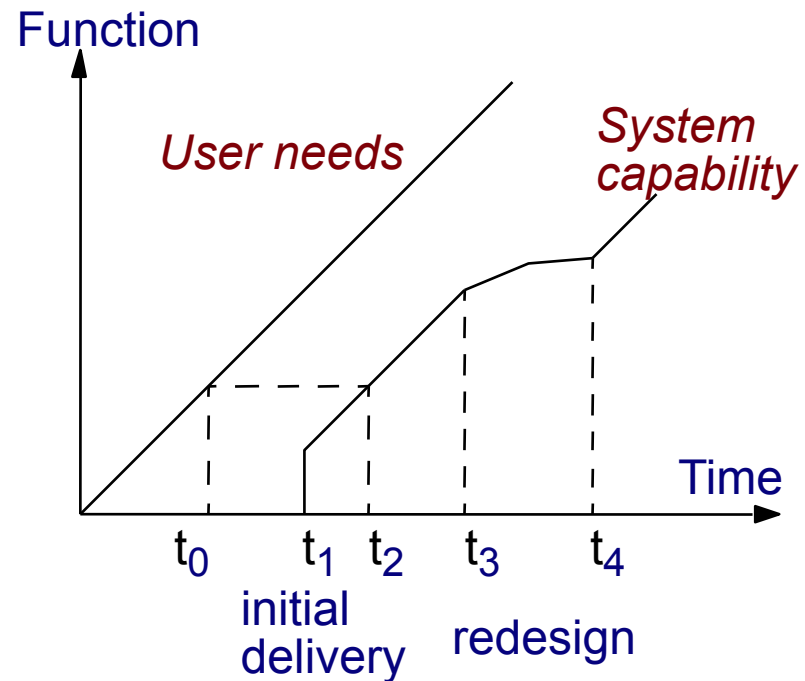 Function
User needs
System
capability
Time
t0 t1 t2 t3 t4
initial
delivery
redesign